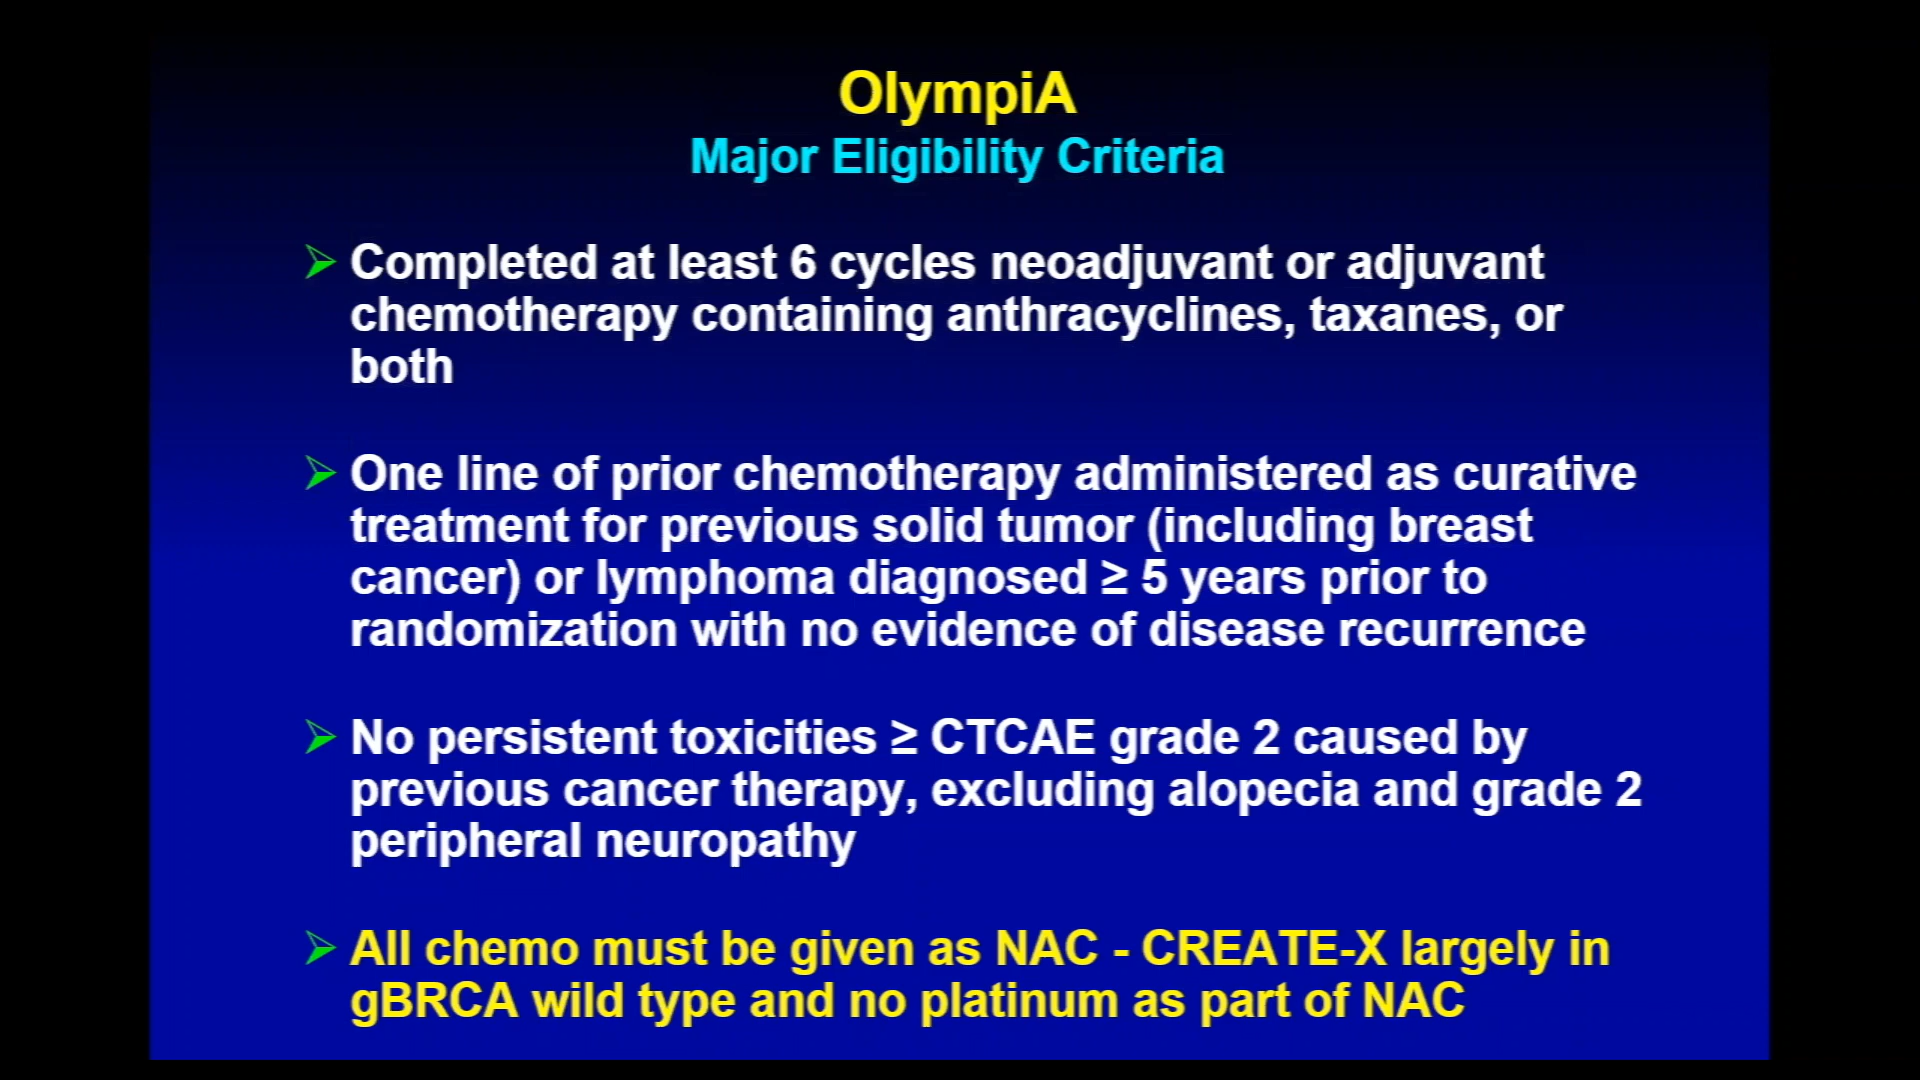 OlympiA
Major Eligibility Criteria
Completed at least 6 cycles neoadjuvant or adjuvant
chemotherapy containing anthracyclines, taxanes, or
both
One line of prior chemotherapy administered as curative
treatment for previous solid tumor (including breast
cancer) or lymphoma diagnosed ≥ 5 years prior to
randomization with no evidence of disease recurrence
No persistent toxicities ≥ CTCAE grade 2 caused by
previous cancer therapy, excluding alopecia and grade 2
peripheral neuropathy
All chemo must be given as NAC - CREATE-X largely in
gBRCA wild type and no platinum as part of NAC